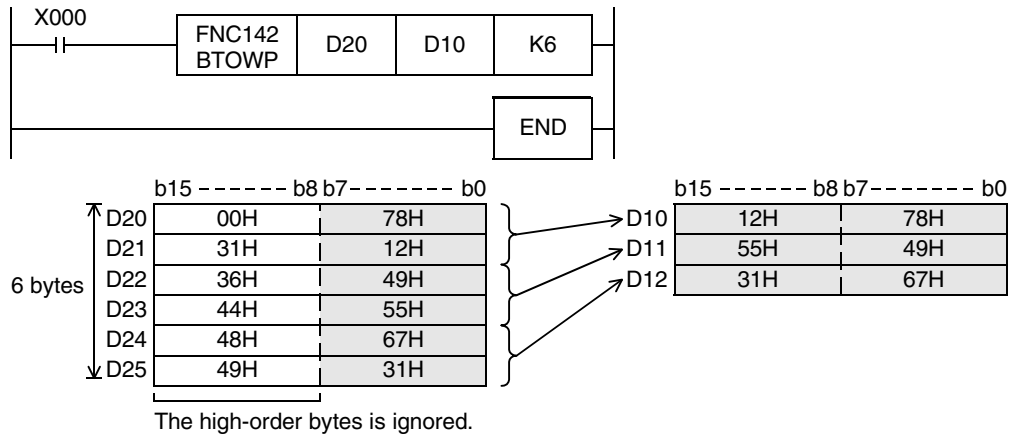 X000
FNC142 BTOWP D20 D10 K6
END
b15 ------ b8 b7------- b0 b15 ------ b8 b7------- b0
D20 00H 78H D10 12H 78H
D21 31H 12H D11 55H 49H
6 bytes D22 36H 49H D12 31H 67H
D23 44H 55H
D24 48H 67H
D25 49H 31H
The high-order bytes is ignored.